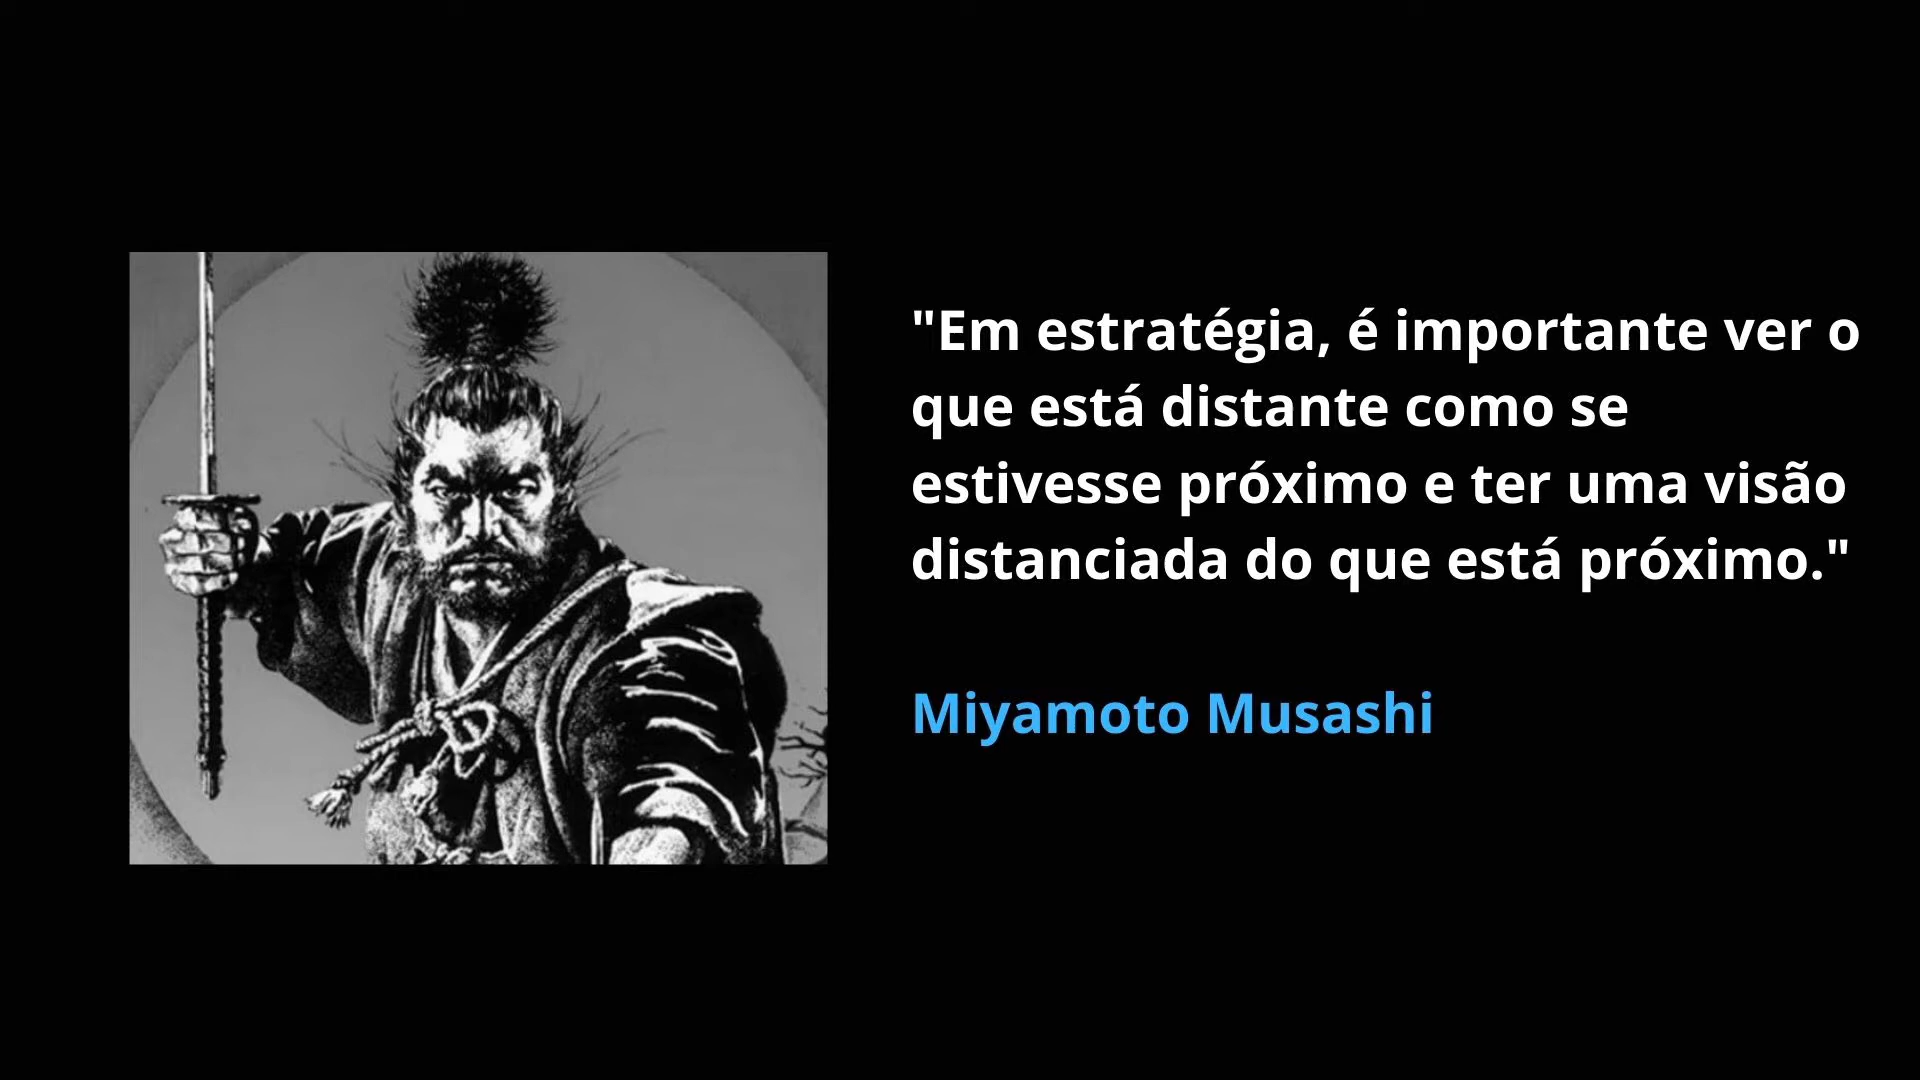 "Em estratégia, é importante ver o
que está distante como se
estivesse próximo e ter uma visão
distanciada do que está próximo."
Miyamoto Musashi